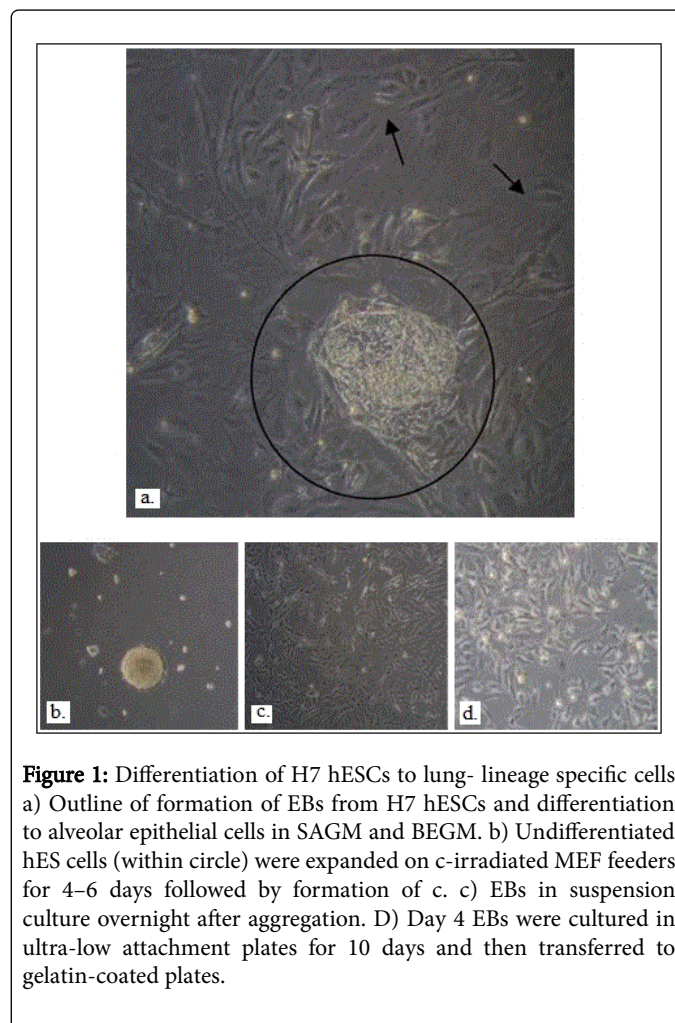 a.
b.
c.
d.
Figure 1: Differentiation of H7 hESCs to lung- lineage specific cells
a) Outline of formation of EBs from H7 hESCs and differentiation
to alveolar epithelial cells in SAGM and BEGM. b) Undifferentiated
hES cells (within circle) were expanded on c-irradiated MEF feeders
for 4–6 days followed by formation of c. c) EBs in suspension
culture overnight after aggregation. D) Day 4 EBs were cultured in
ultra-low attachment plates for 10 days and then transferred to
gelatin-coated plates.